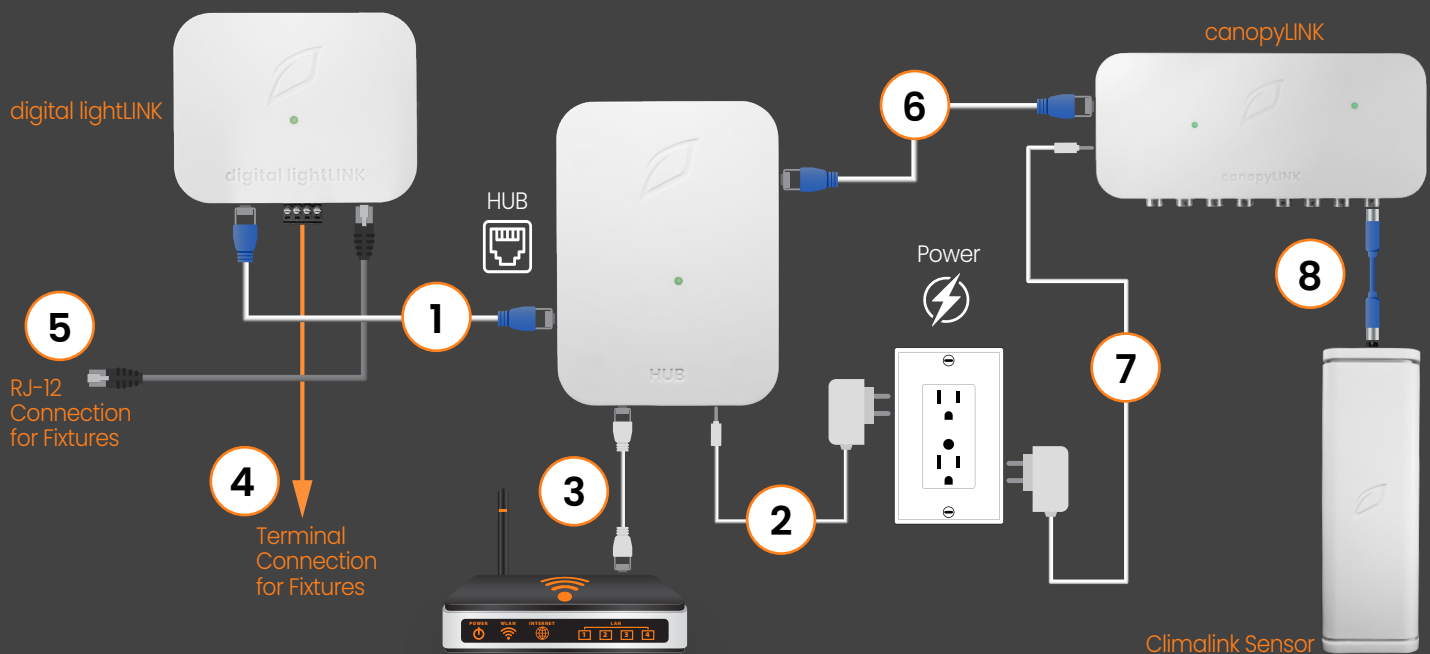 canopyLINK
digital lightLINK
digital lightLINK
canopyLINK
6
HUB
Power
8
1
5
HUB
7
RJ-12
Connection
for Fixtures
4
3
2
Terminal
Connection
for Fixtures
POWER WLAN INTERNET LAN
1 2 3 4
Climalink Sensor